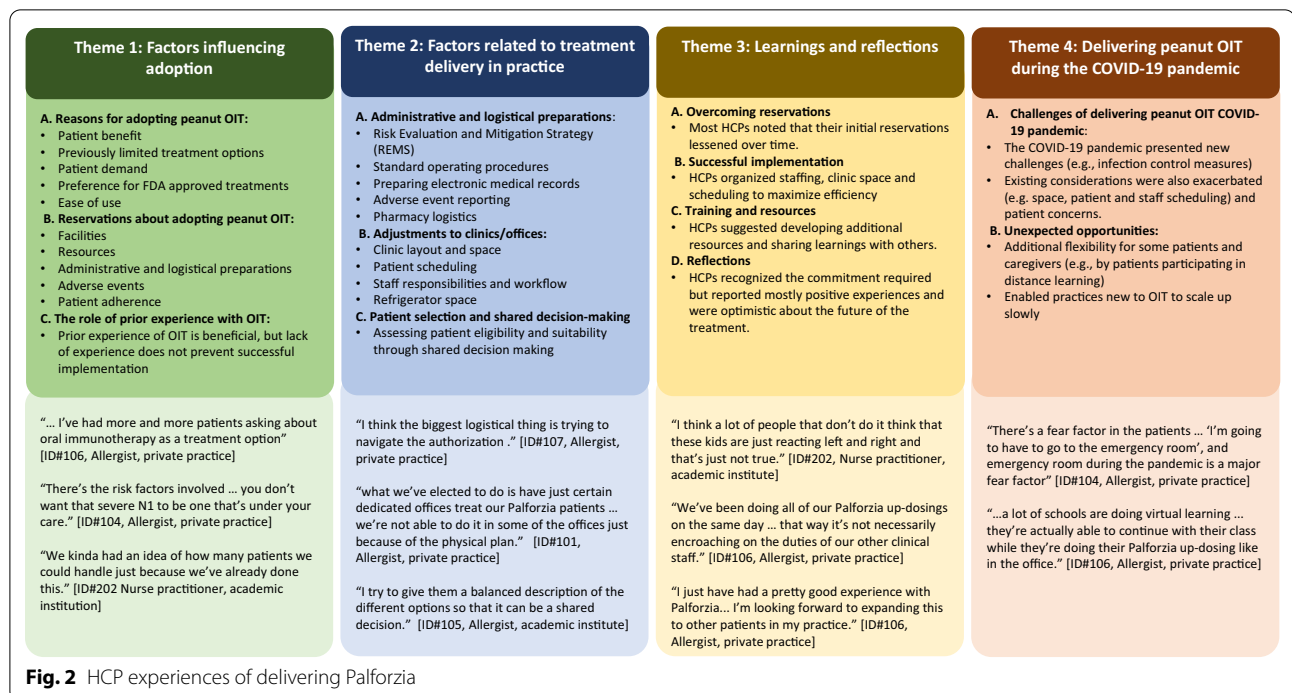 Theme 1: Factors influencing
adoption
A. Reasons for adopting peanut OIT:
• Patient benefit
• Previously limited treatment options
• Patient demand
• Preference for FDA approved treatments
• Ease of use
B. Reservations about adopting peanut OIT:
• Facilities
• Resources
• Administrative and logistical preparations
• Adverse events
• Patient adherence
C. The role of prior experience with OIT:
• Prior experience of OIT is beneficial, but lack
of experience does not prevent successful
implementation
“... I’ve had more and more patients asking about
oral immunotherapy as a treatment option”
[ID#106, Allergist, private practice]
“There’s the risk factors involved ... you don’t
want that severe N1 to be one that’s under your
care.” [ID#104, Allergist, private practice]
“We kinda had an idea of how many patients we
could handle just because we’ve already done
this.” [ID#202 Nurse practitioner, academic
institution]
Theme 2: Factors related to treatment
delivery in practice
A. Administrative and logistical preparations:
• Risk Evaluation and Mitigation Strategy
(REMS)
• Standard operating procedures
• Preparing electronic medical records
• Adverse event reporting
• Pharmacy logistics
B. Adjustments to clinics/offices:
• Clinic layout and space
• Patient scheduling
• Staff responsibilities and workflow
• Refrigerator space
C. Patient selection and shared decision-making
• Assessing patient eligibility and suitability
through shared decision making
“I think the biggest logistical thing is trying to
navigate the authorization .” [ID#107, Allergist,
private practice]
“what we’ve elected to do is have just certain
dedicated offices treat our Palforzia patients ...
we’re not able to do it in some of the offices just
because of the physical plan.” [ID#101,
Allergist, private practice]
“I try to give them a balanced description of the
different options so that it can be a shared
decision.” [ID#105, Allergist, academic institute]
Theme 3: Learnings and reflections
A. Overcoming reservations
• Most HCPs noted that their initial reservations
lessened over time.
B. Successful implementation
• HCPs organized staffing, clinic space and
scheduling to maximize efficiency
C. Training and resources
• HCPs suggested developing additional
resources and sharing learnings with others.
D. Reflections
• HCPs recognized the commitment required
but reported mostly positive experiences and
were optimistic about the future of the
treatment.
“I think a lot of people that don’t do it think that
these kids are just reacting left and right and
that’s just not true.” [ID#202, Nurse practitioner,
academic institute]
“We’ve been doing all of our Palforzia up-dosings
on the same day ... that way it’s not necessarily
encroaching on the duties of our other clinical
staff.” [ID#106, Allergist, private practice]
“I just have had a pretty good experience with
Palforzia... I’m looking forward to expanding this
to other patients in my practice.” [ID#106,
Allergist, private practice]
Theme 4: Delivering peanut OIT
during the COVID-19 pandemic
A. Challenges of delivering peanut OIT COVID-
19 pandemic:
• The COVID-19 pandemic presented new
challenges (e.g., infection control measures)
• Existing considerations were also exacerbated
(e.g. space, patient and staff scheduling) and
patient concerns.
B. Unexpected opportunities:
• Additional flexibility for some patients and
caregivers (e.g., by patients participating in
distance learning)
• Enabled practices new to OIT to scale up
slowly
“There’s a fear factor in the patients ... ‘I’m going
to have to go to the emergency room’, and
emergency room during the pandemic is a major
fear factor” [ID#104, Allergist, private practice]
“...a lot of schools are doing virtual learning ...
they’re actually able to continue with their class
while they’re doing their Palforzia up-dosing like
in the office.” [ID#106, Allergist, private practice]
Fig. 2 HCP experiences of delivering Palforzia